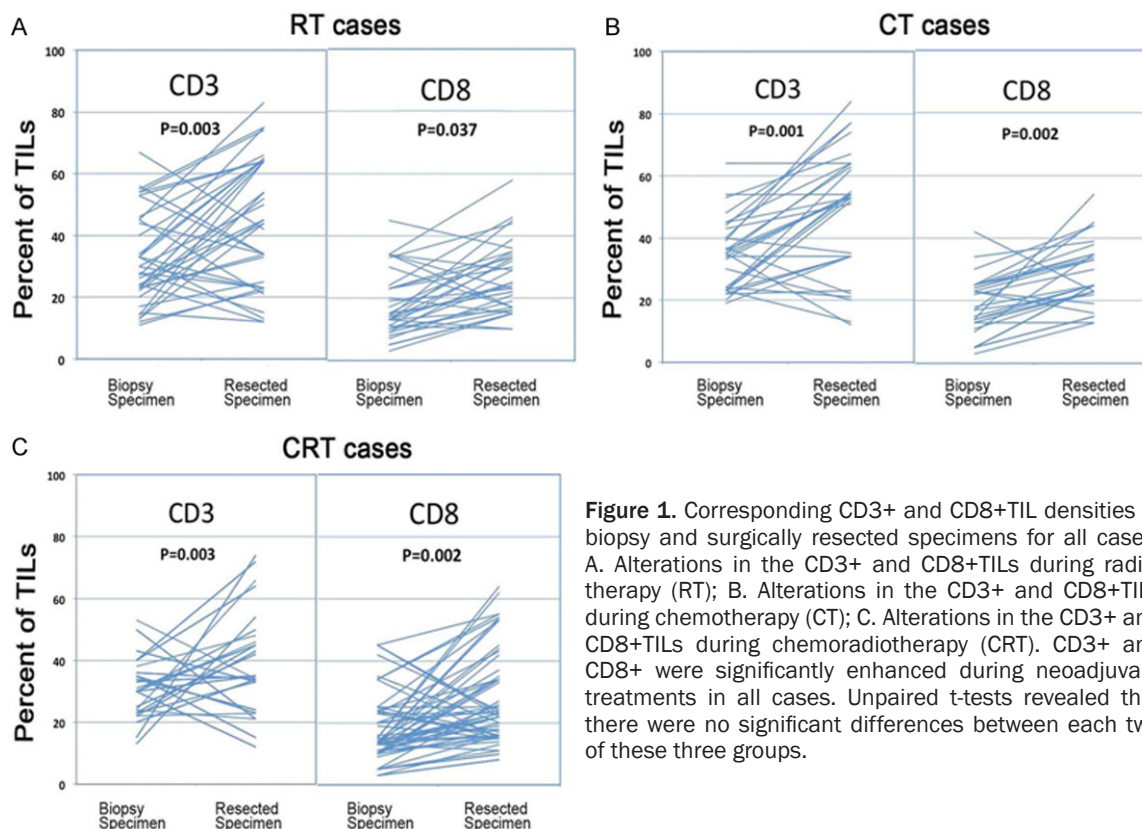 A
RT cases
100
80
60
40
20
0
Percent of TILs
CD3
P=0.003
CD8
P=0.037
Biopsy Specimen
Resected Specimen
Biopsy Specimen
Resected Specimen
B
CT cases
100
80
60
40
20
0
Percent of TILs
CD3
P=0.001
CD8
P=0.002
Biopsy Specimen
Resected Specimen
Biopsy Specimen
Resected Specimen
C
CRT cases
100
80
60
40
20
0
Percent of TILs
CD3
P=0.003
CD8
P=0.002
Biopsy Specimen
Resected Specimen
Biopsy Specimen
Resected Specimen
Figure 1. Corresponding CD3+ and CD8+TIL densities
biopsy and surgically resected specimens for all case
A. Alterations in the CD3+ and CD8+TILs during radi
therapy (RT); B. Alterations in the CD3+ and CD8+TIL
during chemotherapy (CT); C. Alterations in the CD3+ an
CD8+TILs during chemoradiotherapy (CRT). CD3+ an
CD8+ were significantly enhanced during neoadjuva
treatments in all cases. Unpaired t-tests revealed th
there were no significant differences between each tw
of these three groups.